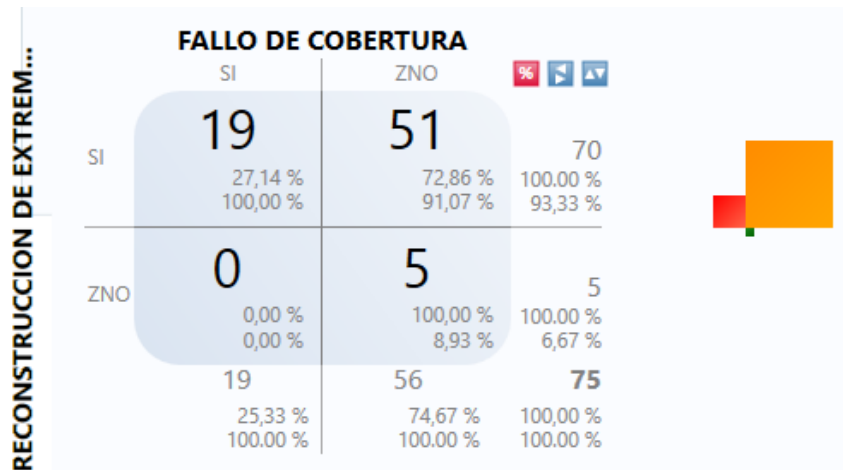 FALLO DE COBERTURA
RECONSTRUCCION DE EXTREM...
SI ZNO %
SI 19 51 70
27,14 % 72,86 % 100.00 %
100,00 % 91,07 % 93,33 %
ZNO 0 5 5
0,00 % 100,00 % 100.00 %
0,00 % 8,93 % 6,67 %
19 56 75
25,33 % 74,67 % 100,00 %
100.00 % 100.00 % 100.00 %